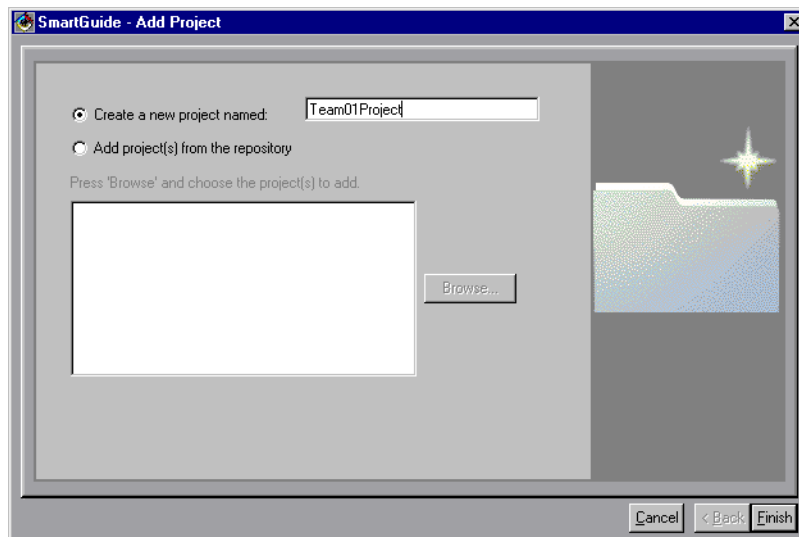 SmartGuide - Add Project
Create a new project named:
Team01Project
Add project(s) from the repository
Press 'Browse' and choose the project(s) to add.
Browse...
Cancel
< Back
Finish